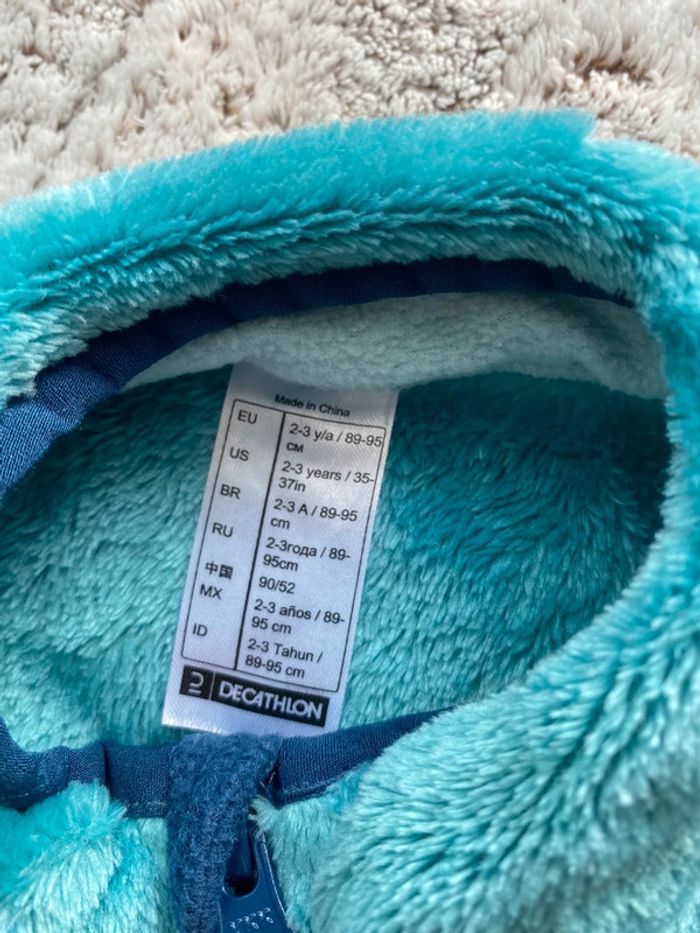 Made in China
EU 2-3 y/a / 89-95
CM
US 2-3 years / 35-
37in
BR 2-3 A / 89-95
cm
RU 2-3года / 89-
95cm
中国 90/52
MX 2-3 años / 89-
95 cm
ID 2-3 Tahun /
89-95 cm
DECATHLON